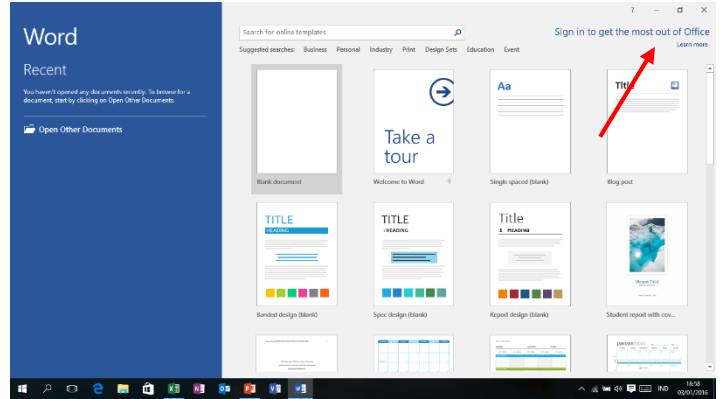 Word
Recent
You haven't opened any documents recently. To browse for a
document, start by clicking on Open Other Documents.
Open Other Documents
Search for online templates
Suggested searches: Business Personal Industry Print Design Sets Education Event
? – X
Sign in to get the most out of Office
Learn more
Blank document
Take a
tour
Welcome to Word
Aa
Single spaced (blank)
Title
Blog post
TITLE
HEADING
Banded design (blank)
TITLE
HEADING
Spec design (blank)
Title
1 HEADING
Report design (blank)
Student report with cov...
JANUARY
IND
18:58
03/01/2016